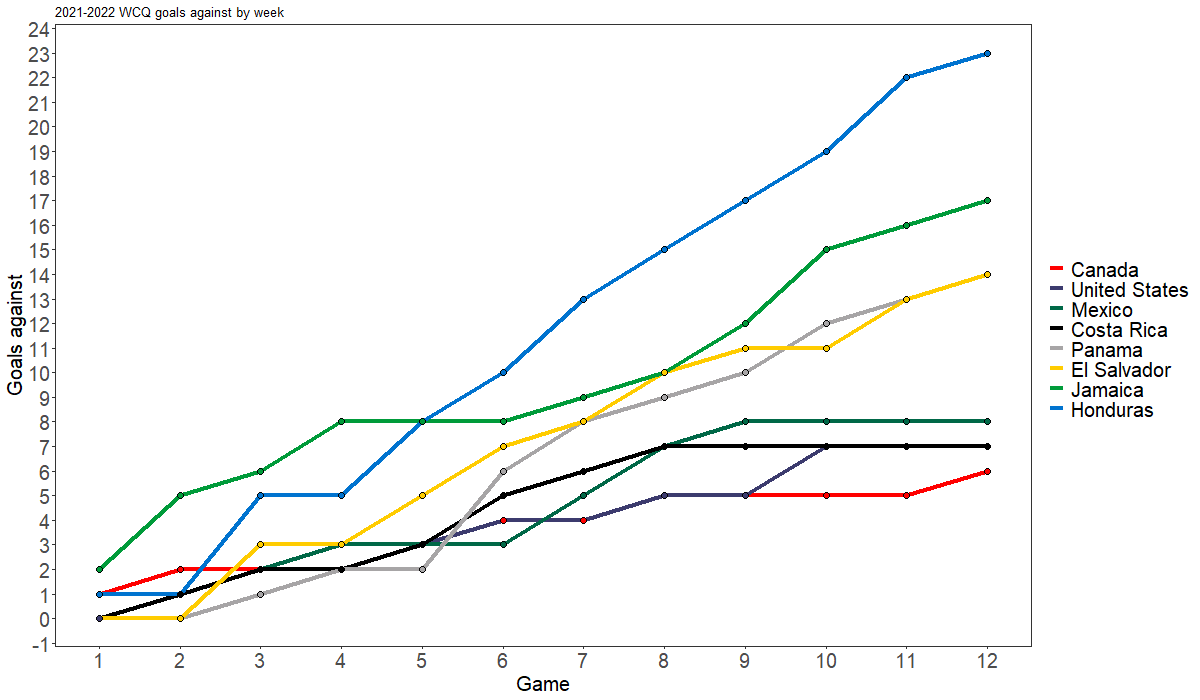 2021-2022 WCQ goals against by week
24
23
22
21
20
19
18
17
16
15
14
13
12
11
10
9
8
7
6
5
4
3
2
1
0
-1
Goals against
1 2 3 4 5 6 7 8 9 10 11 12
Game
Canada
United States
Mexico
Costa Rica
Panama
El Salvador
Jamaica
Honduras